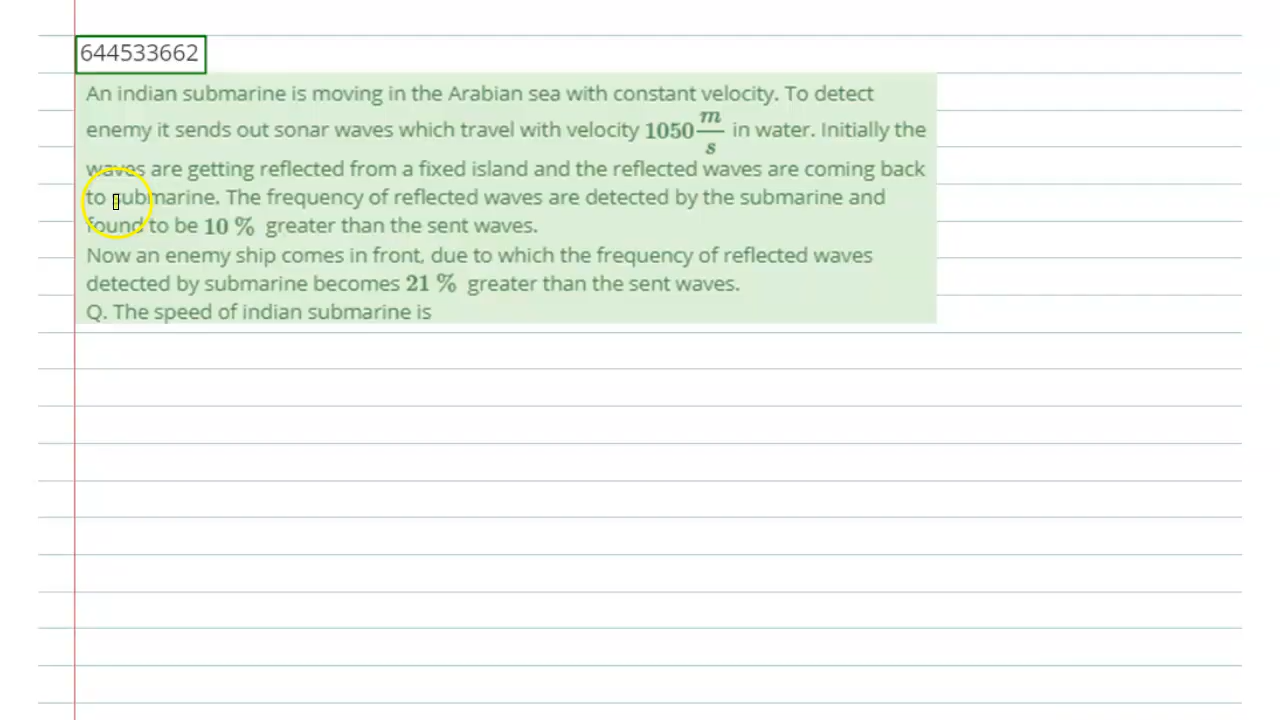 644533662
An indian submarine is moving in the Arabian sea with constant velocity. To detect
enemy it sends out sonar waves which travel with velocity 1050 m/s in water. Initially the
waves are getting reflected from a fixed island and the reflected waves are coming back
to submarine. The frequency of reflected waves are detected by the submarine and
found to be 10 % greater than the sent waves.
Now an enemy ship comes in front, due to which the frequency of reflected waves
detected by submarine becomes 21 % greater than the sent waves.
Q. The speed of indian submarine is